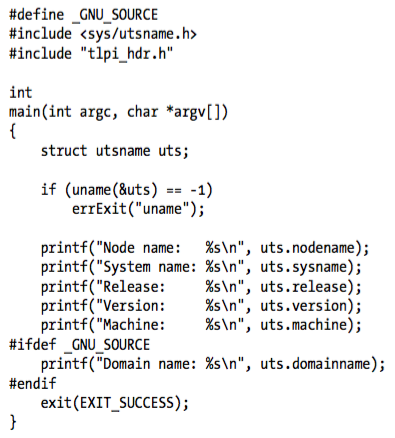 #define _GNU_SOURCE
#include <sys/utsname.h>
#include "tlpi_hdr.h"

int
main(int argc, char *argv[])
{
    struct utsname uts;

    if (uname(&uts) == -1)
        errExit("uname");

    printf("Node name:   %s\n", uts.nodename);
    printf("System name: %s\n", uts.sysname);
    printf("Release:     %s\n", uts.release);
    printf("Version:     %s\n", uts.version);
    printf("Machine:     %s\n", uts.machine);
#ifdef _GNU_SOURCE
    printf("Domain name: %s\n", uts.domainname);
#endif
    exit(EXIT_SUCCESS);
}